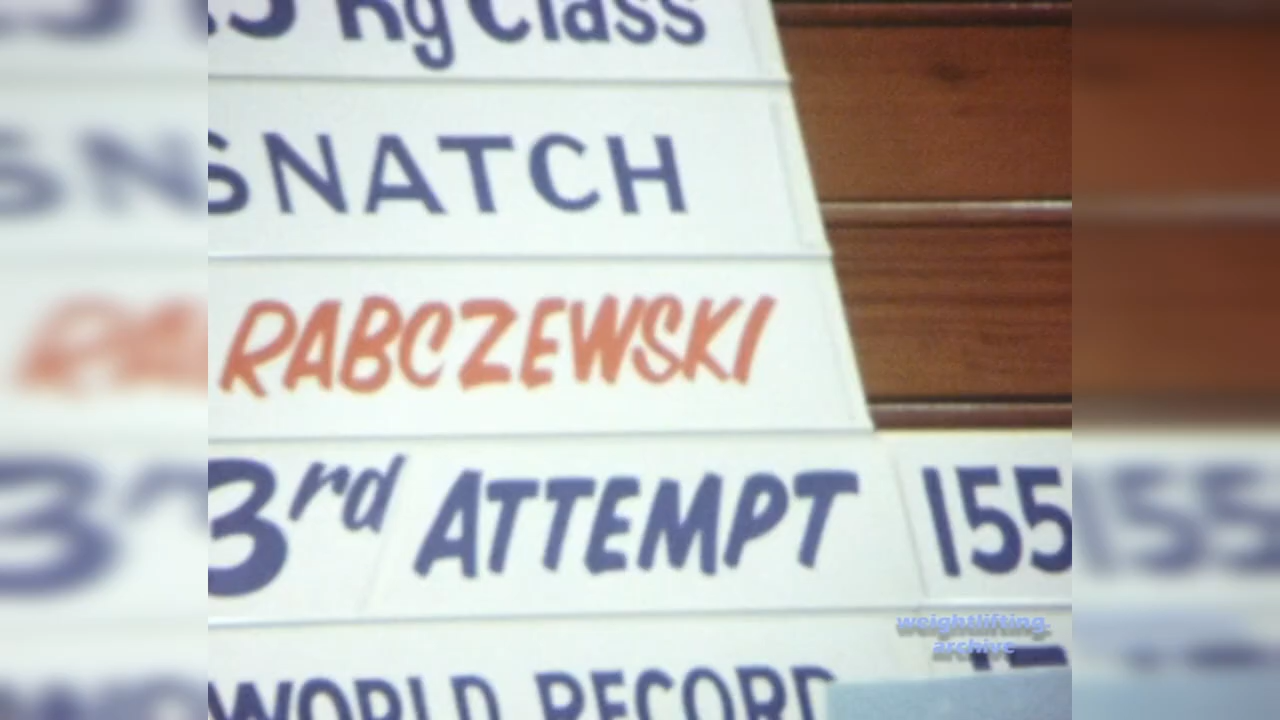 Kg Class
SNATCH
RABCZEWSKI
3rd ATTEMPT 155
WORLD RECORD
weightlifting
archive